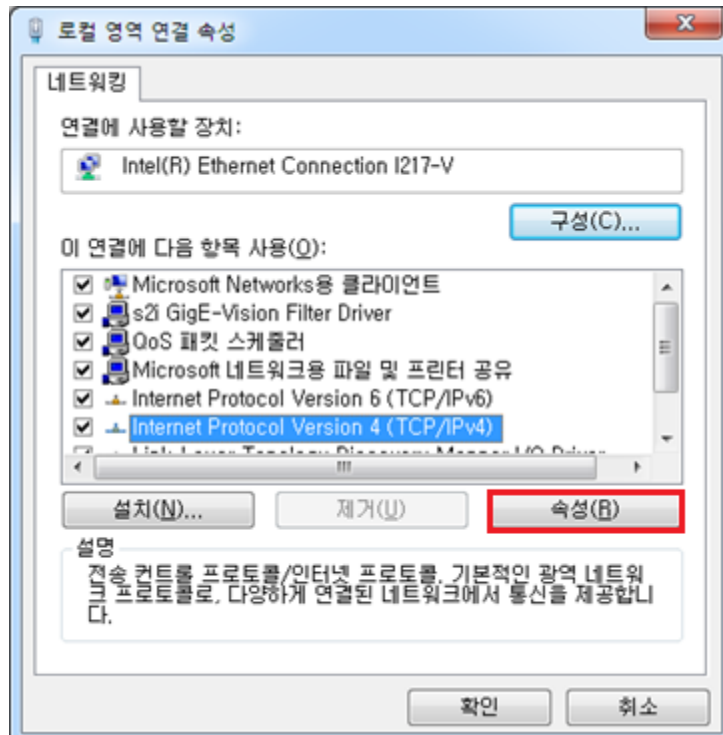 로컬 영역 연결 속성
네트워킹
연결에 사용할 장치:
Intel(R) Ethernet Connection I217-V
구성(C)...
이 연결에 다음 항목 사용(O):
Microsoft Networks용 클라이언트
s2i GigE-Vision Filter Driver
QoS 패킷 스케줄러
Microsoft 네트워크용 파일 및 프린터 공유
Internet Protocol Version 6 (TCP/IPv6)
Internet Protocol Version 4 (TCP/IPv4)
Link-Layer Topology Discovery Mapper I/O Driver
설치(N)...
제거(U)
속성(R)
설명
전송 컨트롤 프로토콜/인터넷 프로토콜. 기본적인 광역 네트워
크 프로토콜로, 다양하게 연결된 네트워크에서 통신을 제공합니
다.
확인
취소